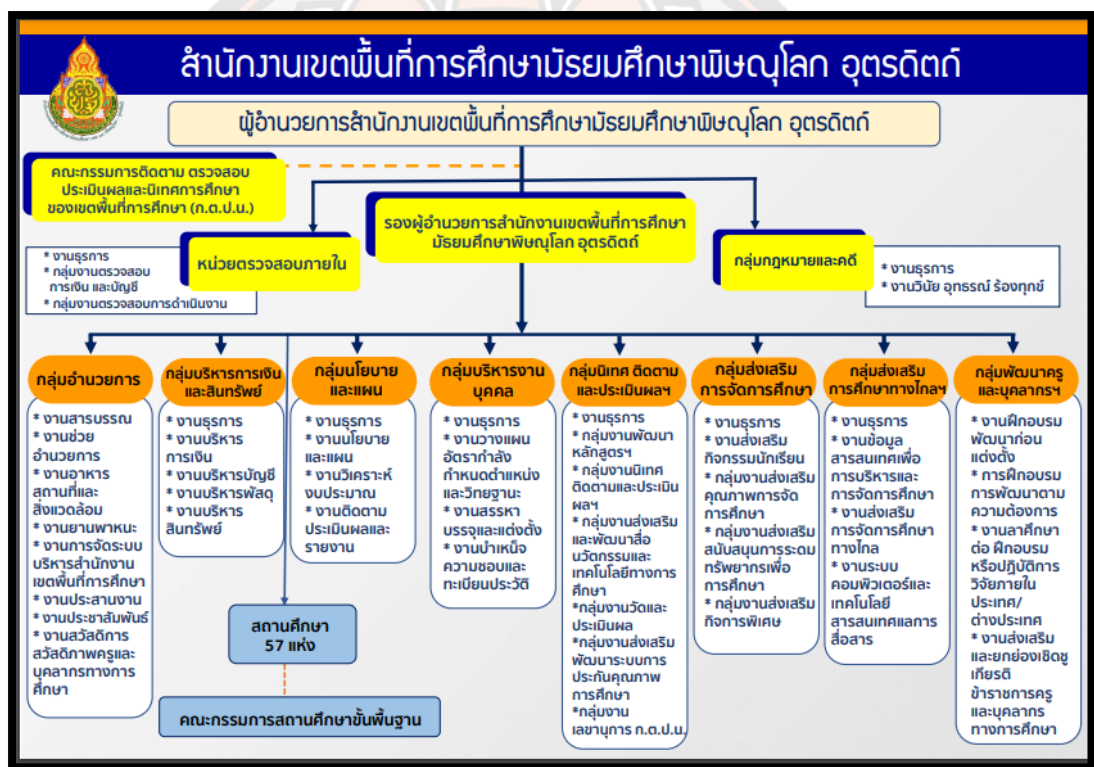 สำนักงานเขตพื้นที่การศึกษามัธยมศึกษาพิษณุโลก อุตรดิตถ์
ผู้อำนวยการสำนักงานเขตพื้นที่การศึกษามัธยมศึกษาพิษณุโลก อุตรดิตถ์
คณะกรรมการติดตาม ตรวจสอบ
ประเมินผลและนิเทศการศึกษา
ของเขตพื้นที่การศึกษา (ก.ต.ป.น.)
รองผู้อำนวยการสำนักงานเขตพื้นที่การศึกษา
มัธยมศึกษาพิษณุโลก อุตรดิตถ์
หน่วยตรวจสอบภายใน
* งานธุรการ
* กลุ่มงานตรวจสอบ
การเงิน และบัญชี
* กลุ่มงานตรวจสอบการดำเนินงาน
กลุ่มกฎหมายและคดี
* งานธุรการ
* งานวินัย อุทธรณ์ ร้องทุกข์
กลุ่มอำนวยการ
* งานสารบรรณ
* งานช่วย
อำนวยการ
* งานอาหาร
สถานที่และ
สิ่งแวดล้อม
* งานยานพาหนะ
* งานการจัดระบบ
บริหารสำนักงาน
เขตพื้นที่การศึกษา
* งานประสานงาน
* งานประชาสัมพันธ์
* งานสวัสดิการ
สวัสดิภาพครูและ
บุคลากรทางการ
ศึกษา
กลุ่มบริหารการเงิน
และสินทรัพย์
* งานธุรการ
* งานบริหาร
การเงิน
* งานบริหารบัญชี
* งานบริหารพัสดุ
* งานบริหาร
สินทรัพย์
กลุ่มนโยบาย
และแผน
* งานธุรการ
* งานนโยบาย
และแผน
* งานวิเคราะห์
งบประมาณ
* งานติดตาม
ประเมินผลและ
รายงาน
กลุ่มบริหารงาน
บุคคล
* งานธุรการ
* งานวางแผน
อัตรากำลัง
กำหนดตำแหน่ง
และวิทยฐานะ
* งานสรรหา
บรรจุและแต่งตั้ง
* งานบำเหน็จ
ความชอบและ
ทะเบียนประวัติ
กลุ่มนิเทศ ติดตาม
และประเมินผลฯ
* งานธุรการ
* กลุ่มงานพัฒนา
หลักสูตรฯ
* กลุ่มงานนิเทศ
ติดตามและประเมิน
ผลฯ
* กลุ่มงานส่งเสริม
และพัฒนาสื่อ
นวัตกรรมและ
เทคโนโลยีทางการ
ศึกษา
*กลุ่มงานวัดและ
ประเมินผล
*กลุ่มงานส่งเสริม
พัฒนาระบบการ
ประกันคุณภาพ
การศึกษา
*กลุ่มงาน
เลขานุการ ก.ต.ป.น.
กลุ่มส่งเสริม
การจัดการศึกษา
* งานธุรการ
* งานส่งเสริม
กิจกรรมนักเรียน
* กลุ่มงานส่งเสริม
คุณภาพการจัด
การศึกษา
* กลุ่มงานส่งเสริม
สนับสนุนการระดม
ทรัพยากรเพื่อ
การศึกษา
* กลุ่มงานส่งเสริม
กิจการพิเศษ
กลุ่มส่งเสริม
การศึกษาทางไกลฯ
* งานธุรการ
* งานข้อมูล
สารสนเทศเพื่อ
การบริหารและ
การจัดการศึกษา
* งานส่งเสริม
การจัดการศึกษา
ทางไกล
* งานระบบ
คอมพิวเตอร์และ
เทคโนโลยี
สารสนเทศแลการ
สื่อสาร
กลุ่มพัฒนาครู
และบุคลากรฯ
* งานฝึกอบรม
พัฒนาก่อน
แต่งตั้ง
* การฝึกอบรม
การพัฒนาตาม
ความต้องการ
* งานลาศึกษา
ต่อ ฝึกอบรม
หรือปฏิบัติการ
วิจัยภายใน
ประเทศ/
ต่างประเทศ
* งานส่งเสริม
และยกย่องเชิดชู
เกียรติ
ข้าราชการครู
และบุคลากร
ทางการศึกษา
สถานศึกษา
57 แห่ง
คณะกรรมการสถานศึกษาขั้นพื้นฐาน